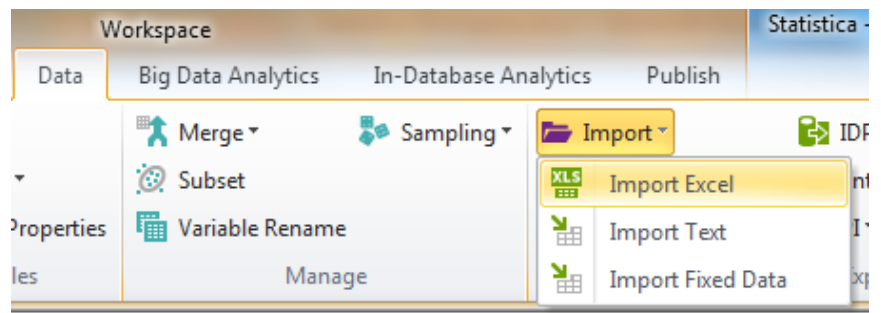 Workspace
Statistica -
Data Big Data Analytics In-Database Analytics Publish
Merge Sampling Import
XLS Import Excel
Subset
Import Text
Properties Variable Rename
Import Fixed Data
Manage